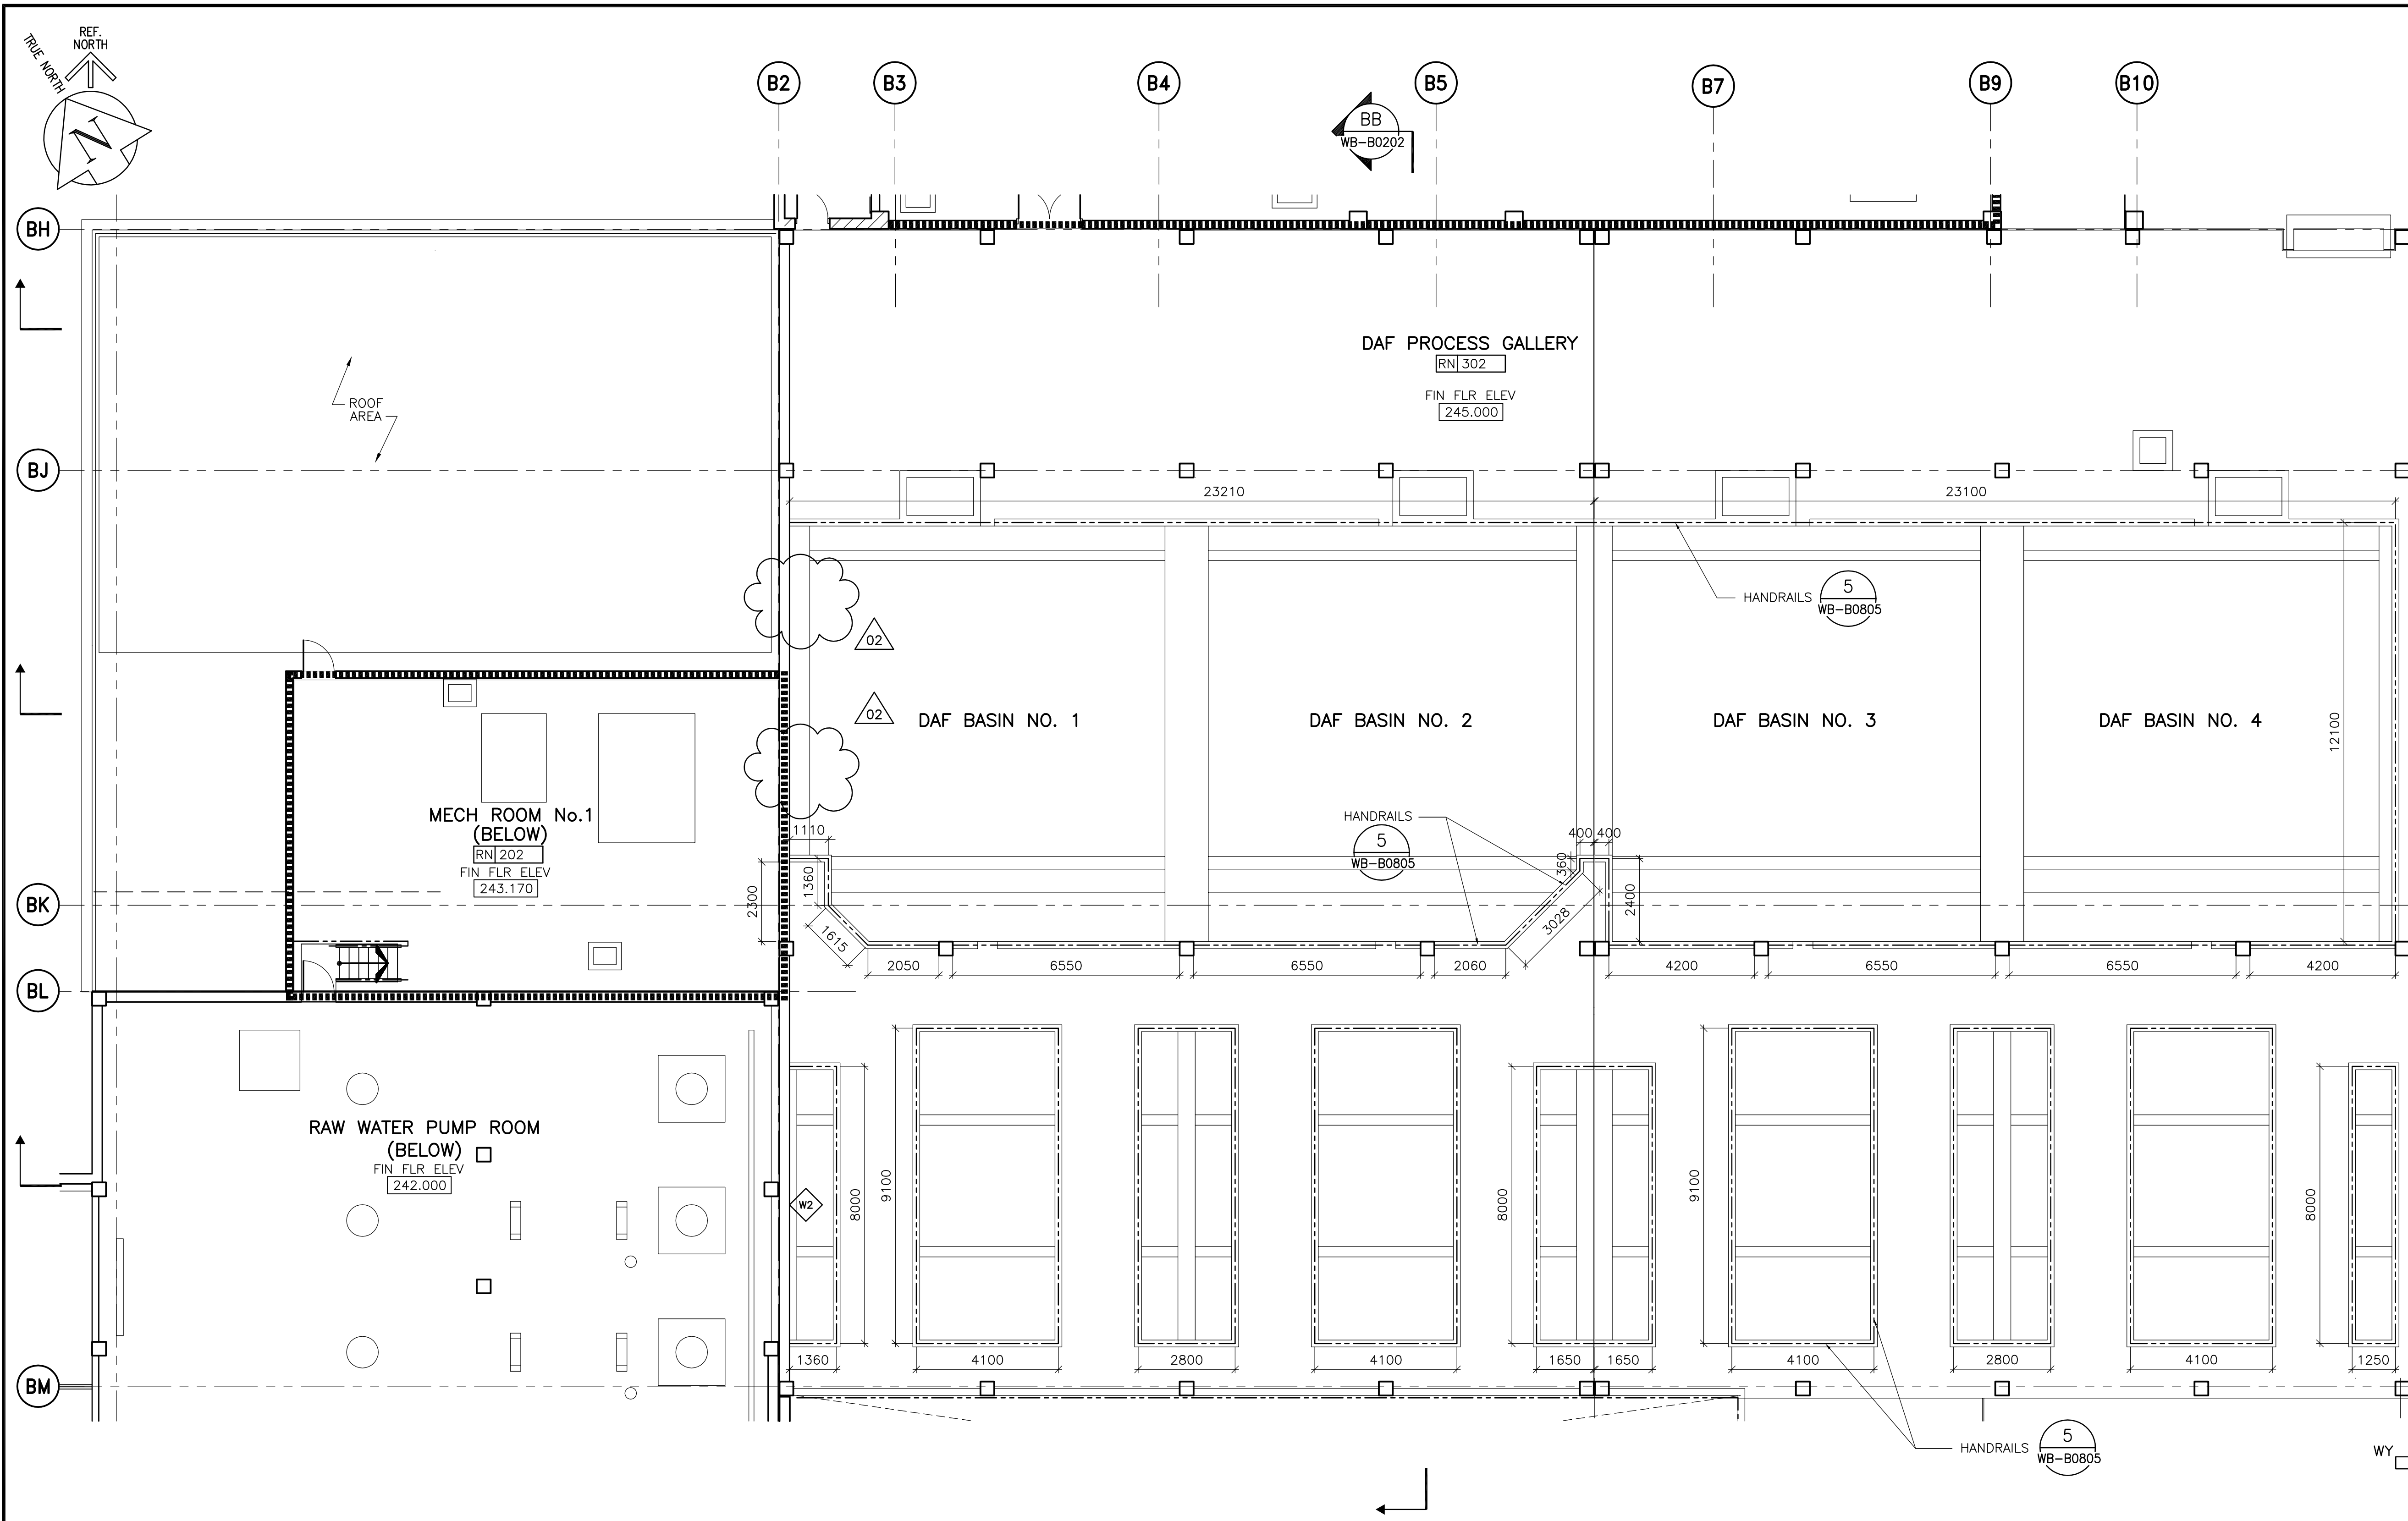 REF.
NORTH
TRUE NORTH
N
B2
B3
B4
B5
B7
B9
B10
BB
WB-B0202
BH
BJ
BK
BL
BM
ROOF
AREA
DAF PROCESS GALLERY
RN 302
FIN FLR ELEV
245.000
23210
23100
HANDRAILS
5
WB-B0805
02
02
DAF BASIN NO. 1
DAF BASIN NO. 2
DAF BASIN NO. 3
DAF BASIN NO. 4
12100
MECH ROOM No.1
(BELOW)
RN 202
FIN FLR ELEV
243.170
HANDRAILS
5
WB-B0805
1110
400 400
360
1360
2300
1615
3028
2400
2050
6550
6550
2060
4200
6550
6550
4200
RAW WATER PUMP ROOM
(BELOW)
FIN FLR ELEV
242.000
W2
8000
9100
8000
9100
8000
1360
4100
2800
4100
1650 1650
4100
2800
4100
1250
HANDRAILS
5
WB-B0805
WY